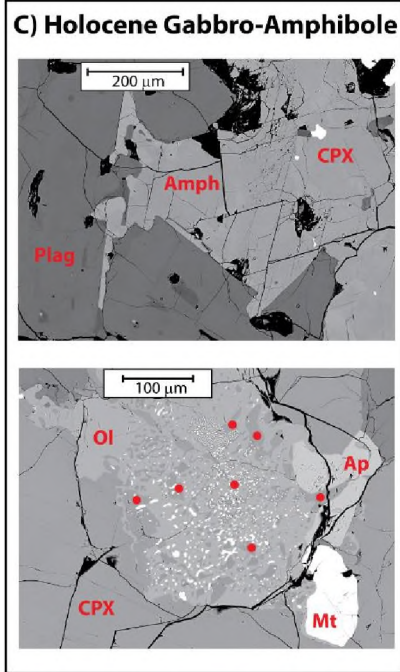 C) Holocene Gabbro-Amphibole
200 µm
CPX
Amph
Plag
100 µm
Ol
Ap
CPX
Mt